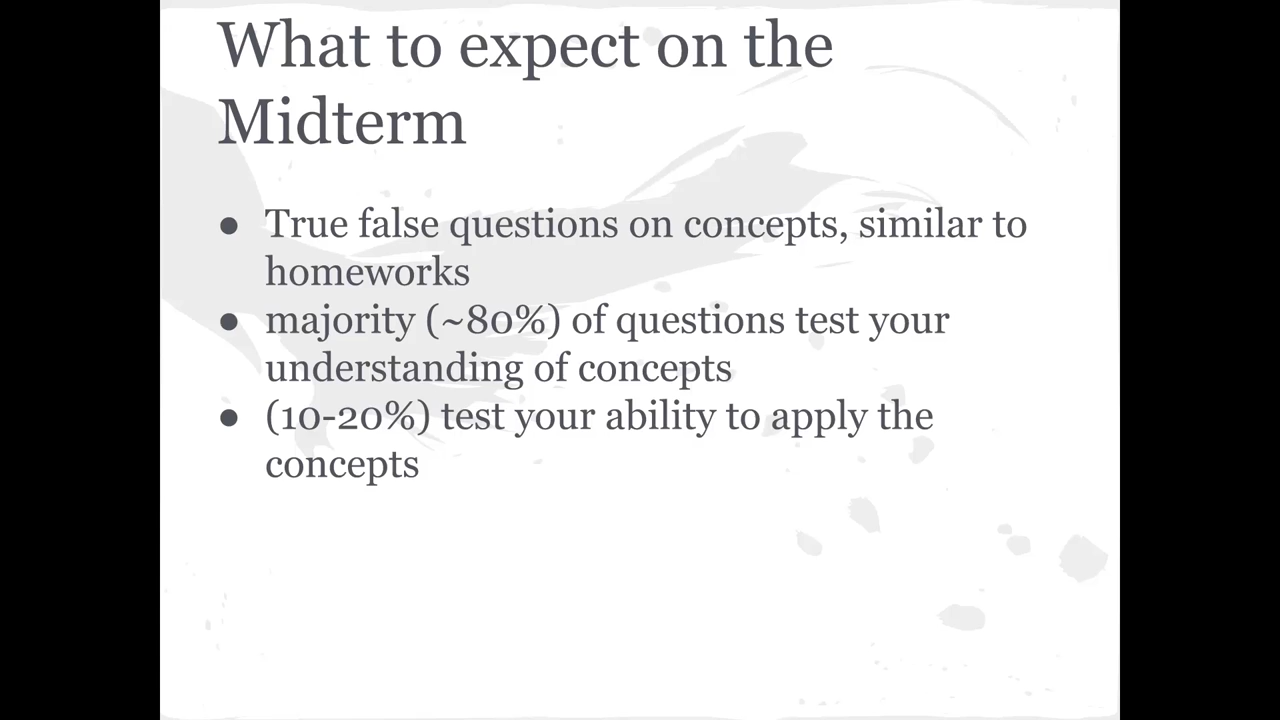 What to expect on the
Midterm
● True false questions on concepts, similar to
homeworks
● majority (~80%) of questions test your
understanding of concepts
● (10-20%) test your ability to apply the
concepts